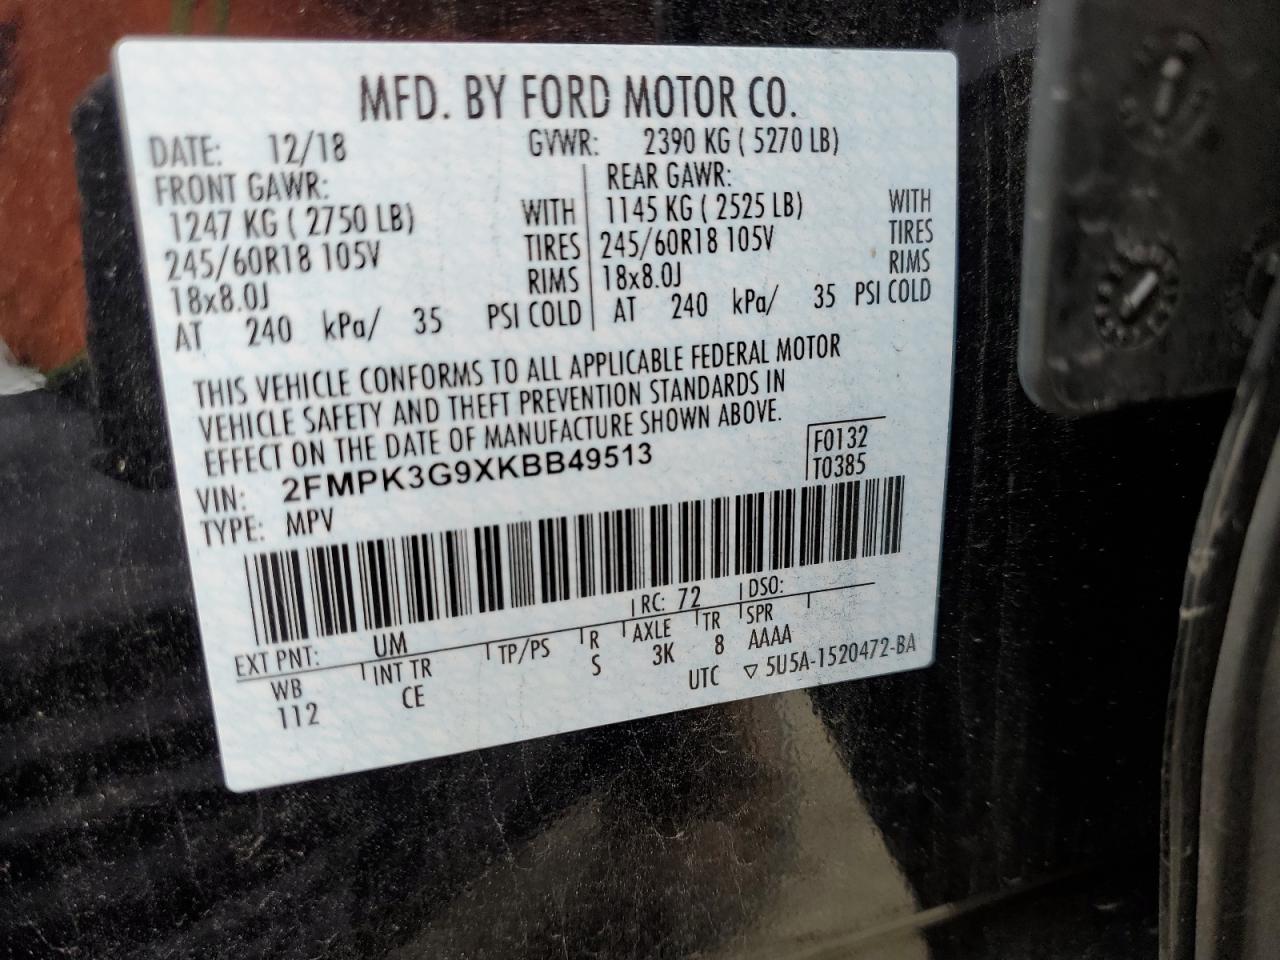 MFD. BY FORD MOTOR CO.
DATE: 12/18 GVWR: 2390 KG ( 5270 LB)
FRONT GAWR: REAR GAWR:
1247 KG ( 2750 LB) WITH 1145 KG ( 2525 LB) WITH
245/60R18 105V TIRES 245/60R18 105V TIRES
18x8.0J RIMS 18x8.0J RIMS
AT 240 kPa/ 35 PSI COLD AT 240 kPa/ 35 PSI COLD
THIS VEHICLE CONFORMS TO ALL APPLICABLE FEDERAL MOTOR
VEHICLE SAFETY AND THEFT PREVENTION STANDARDS IN
EFFECT ON THE DATE OF MANUFACTURE SHOWN ABOVE.
VIN: 2FMPK3G9XKBB49513 F0132
TYPE: MPV T0385
EXT PNT: UM RC: 72 DSO:
WB INT TR TP/PS R AXLE TR SPR
112 CE S 3K 8 AAAA
UTC ▽ 5U5A-1520472-BA